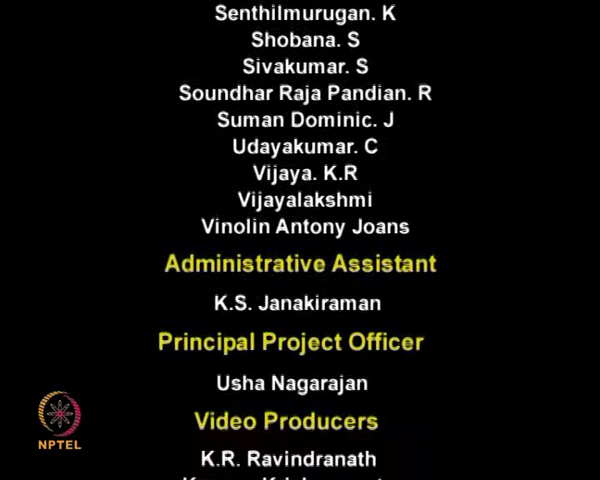 Senthilmurugan. K
Shobana. S
Sivakumar. S
Soundhar Raja Pandian. R
Suman Dominic. J
Udayakumar. C
Vijaya. K.R
Vijayalakshmi
Vinolin Antony Joans
Administrative Assistant
K.S. Janakiraman
Principal Project Officer
Usha Nagarajan
Video Producers
K.R. Ravindranath
NPTEL